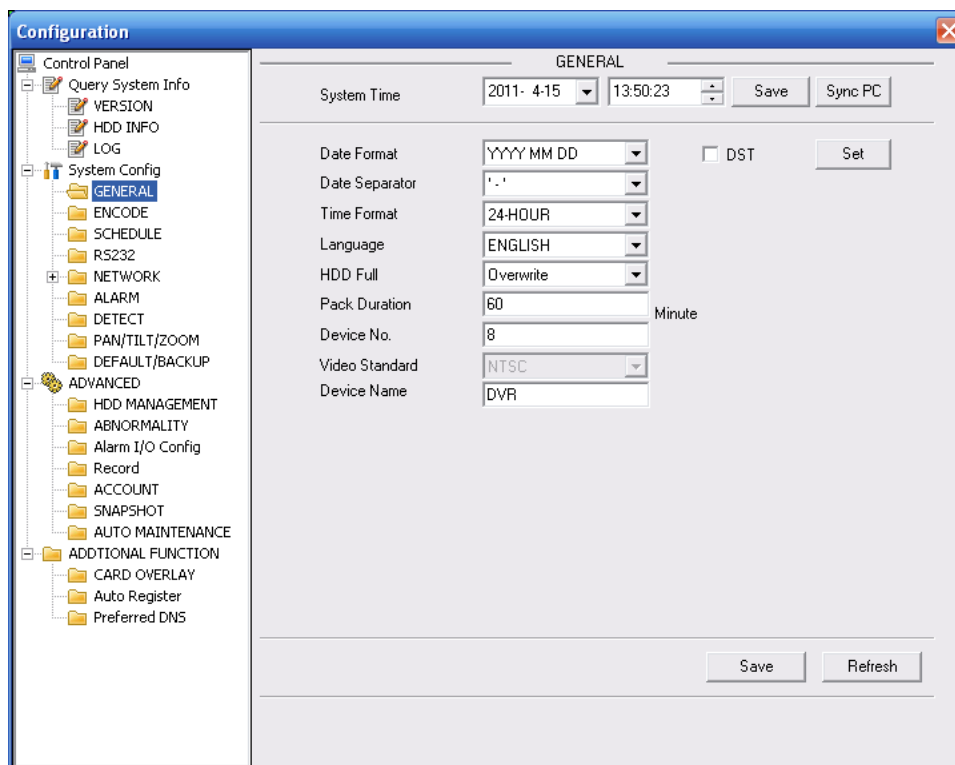 Configuration
Control Panel
Query System Info
VERSION
HDD INFO
LOG
System Config
GENERAL
ENCODE
SCHEDULE
RS232
NETWORK
ALARM
DETECT
PAN/TILT/ZOOM
DEFAULT/BACKUP
ADVANCED
HDD MANAGEMENT
ABNORMALITY
Alarm I/O Config
Record
ACCOUNT
SNAPSHOT
AUTO MAINTENANCE
ADDTIONAL FUNCTION
CARD OVERLAY
Auto Register
Preferred DNS
GENERAL
System Time 2011- 4-15 13:50:23 Save Sync PC
Date Format YYYY MM DD DST Set
Date Separator '-'
Time Format 24-HOUR
Language ENGLISH
HDD Full Overwrite
Pack Duration 60 Minute
Device No. 8
Video Standard NTSC
Device Name DVR
Save Refresh